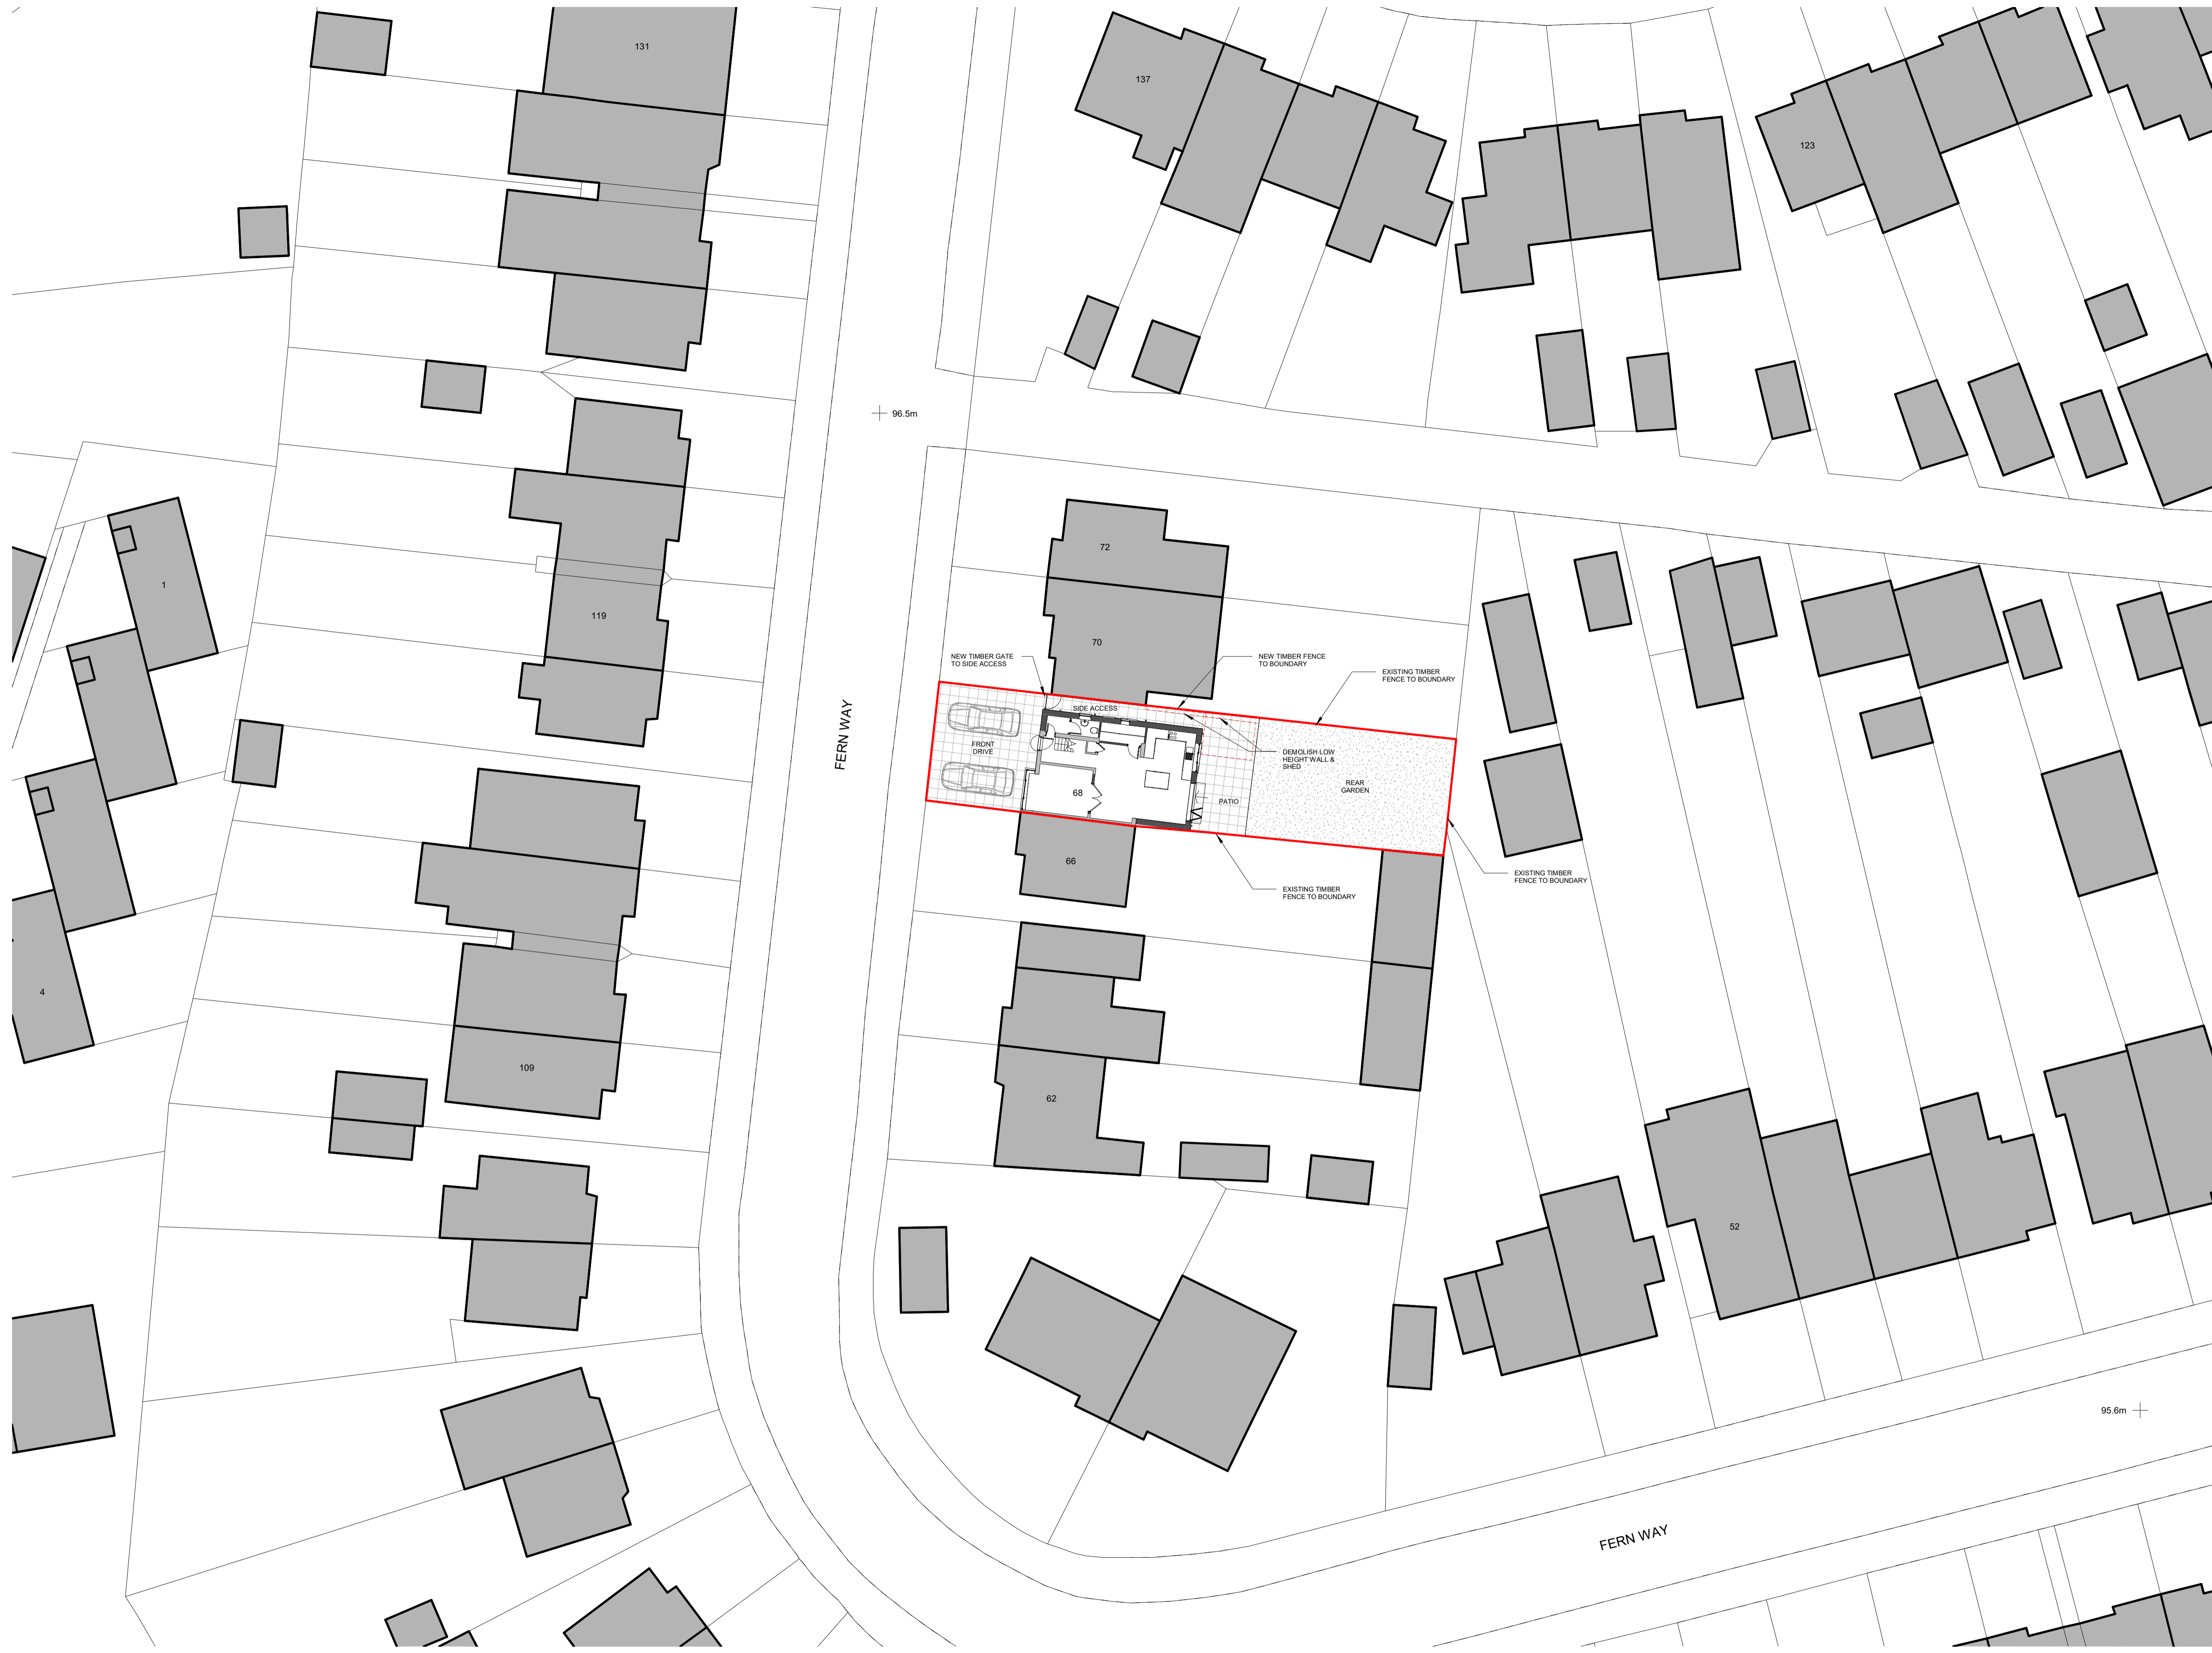 131
137
123
96.5m
1
72
119
70
NEW TIMBER GATE
TO SIDE ACCESS
NEW TIMBER FENCE
TO BOUNDARY
EXISTING TIMBER
FENCE TO BOUNDARY
SIDE ACCESS
FERN WAY
FRONT
DRIVE
DEMOLISH LOW
HEIGHT WALL &
SHED
REAR
GARDEN
68
PATIO
66
EXISTING TIMBER
FENCE TO BOUNDARY
EXISTING TIMBER
FENCE TO BOUNDARY
4
109
62
52
95.6m
FERN WAY